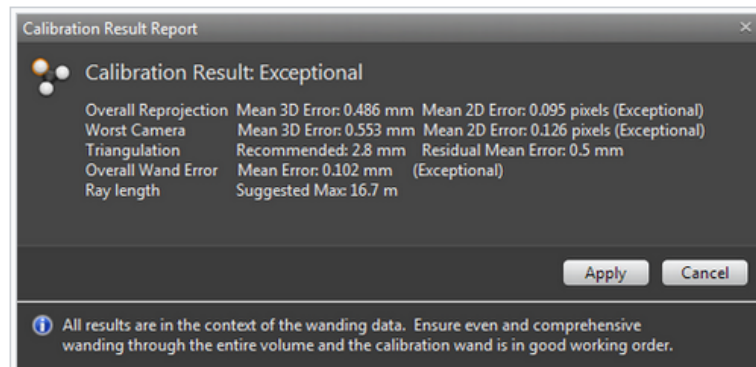 Calibration Result Report
Calibration Result: Exceptional
Overall Reprojection Mean 3D Error: 0.486 mm Mean 2D Error: 0.095 pixels (Exceptional)
Worst Camera Mean 3D Error: 0.553 mm Mean 2D Error: 0.126 pixels (Exceptional)
Triangulation Recommended: 2.8 mm Residual Mean Error: 0.5 mm
Overall Wand Error Mean Error: 0.102 mm (Exceptional)
Ray length Suggested Max: 16.7 m
Apply Cancel
All results are in the context of the wanding data. Ensure even and comprehensive
wanding through the entire volume and the calibration wand is in good working order.